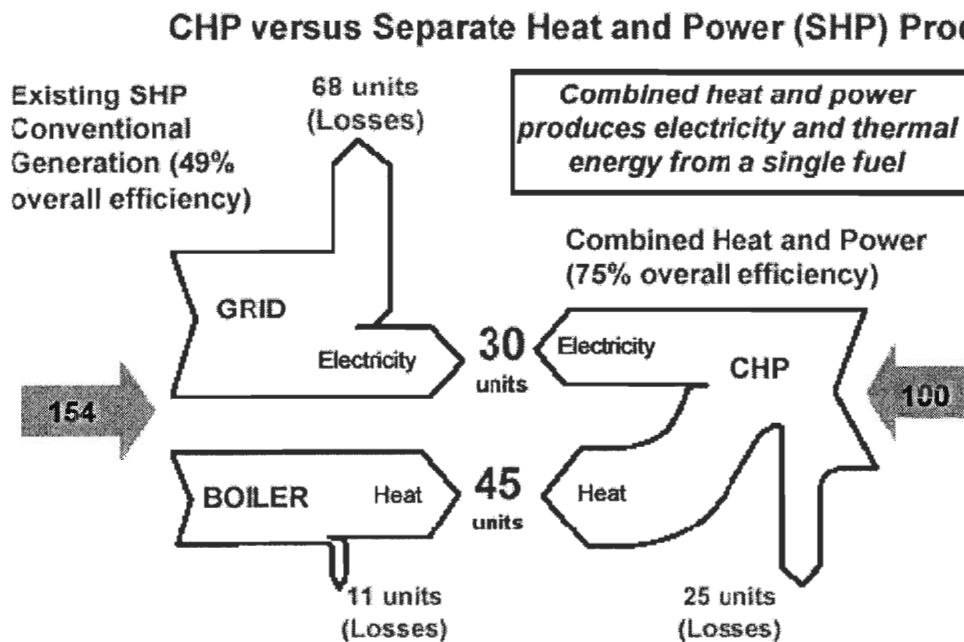 CHP versus Separate Heat and Power (SHP)
Existing SHP
Conventional
Generation (49%
overall efficiency)
68 units
(Losses)
Combined heat and power
produces electricity and thermal
energy from a single fuel
Combined Heat and Power
(75% overall efficiency)
GRID
Electricity
30
units
Electricity
CHP
154
100
BOILER
Heat
45
units
Heat
11 units
(Losses)
25 units
(Losses)